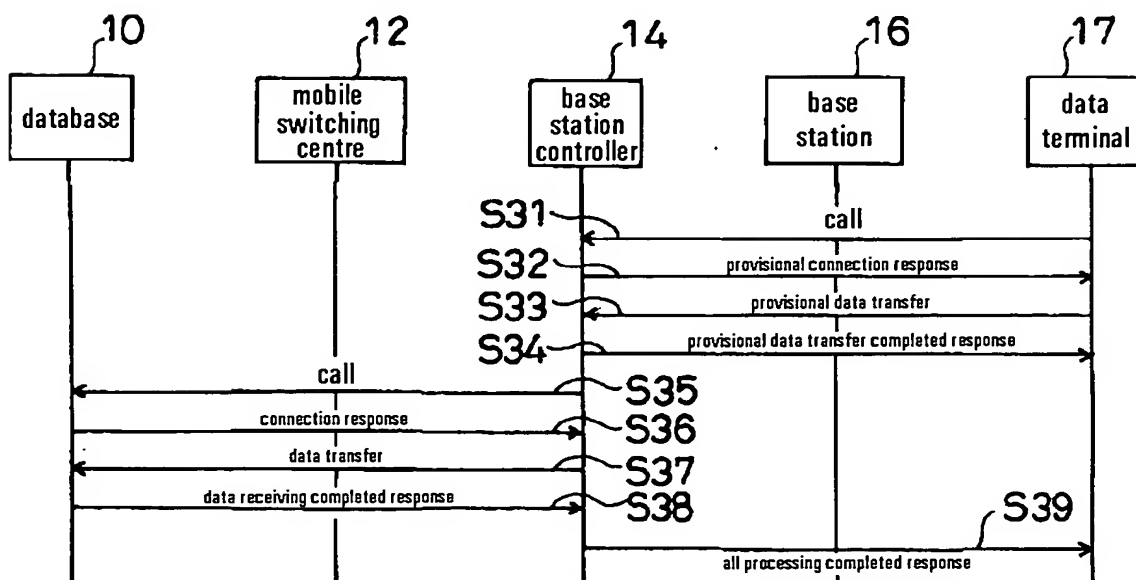 10
12
14
16
17
database
mobile
switching
centre
base
station
controller
base
station
data
terminal
S31
call
S32
provisional connection response
S33
provisional data transfer
S34
provisional data transfer completed response
call
S35
connection response
S36
data transfer
S37
data receiving completed response
S38
S39
all processing completed response